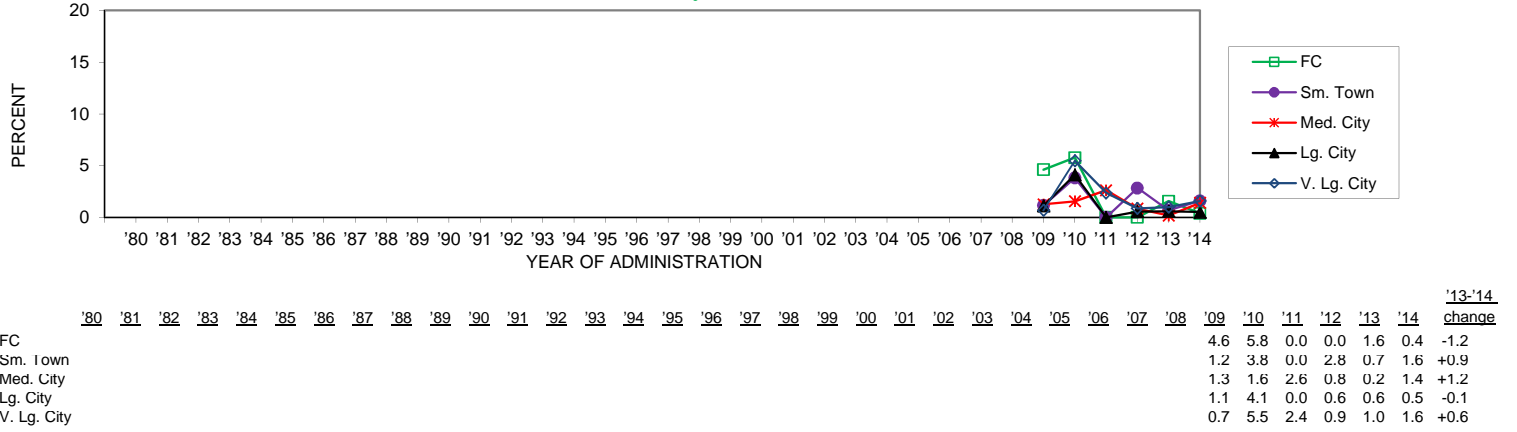 20
15
10
5
0
PERCENT
'80 '81 '82 '83 '84 '85 '86 '87 '88 '89 '90 '91 '92 '93 '94 '95 '96 '97 '98 '99 '00 '01 '02 '03 '04 '05 '06 '07 '08 '09 '10 '11 '12 '13 '14
YEAR OF ADMINISTRATION
FC
Sm. Town
Med. City
Lg. City
V. Lg. City
'13-'14
'80 '81 '82 '83 '84 '85 '86 '87 '88 '89 '90 '91 '92 '93 '94 '95 '96 '97 '98 '99 '00 '01 '02 '03 '04 '05 '06 '07 '08 '09 '10 '11 '12 '13 '14 change
FC 4.6 5.8 0.0 0.0 1.6 0.4 -1.2
Sm. Town 1.2 3.8 0.0 2.8 0.7 1.6 +0.9
Med. City 1.3 1.6 2.6 0.8 0.2 1.4 +1.2
Lg. City 1.1 4.1 0.0 0.6 0.6 0.5 -0.1
V. Lg. City 0.7 5.5 2.4 0.9 1.0 1.6 +0.6